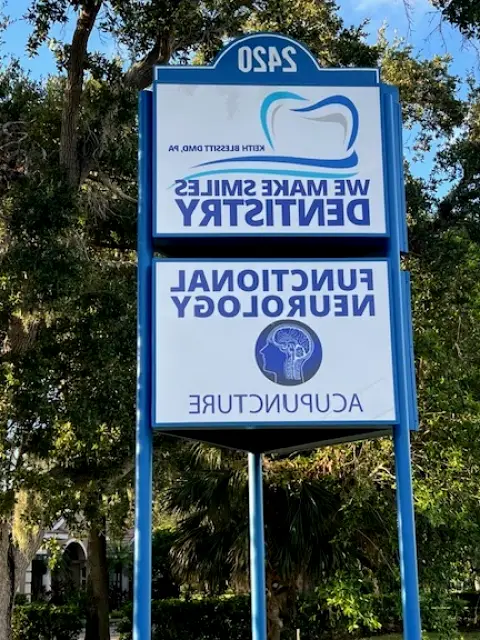 2420
KEITH BLESSITT DMD, PA
WE MAKE SMILES
DENTISTRY
FUNCTIONAL
NEUROLOGY
ACUPUNCTURE